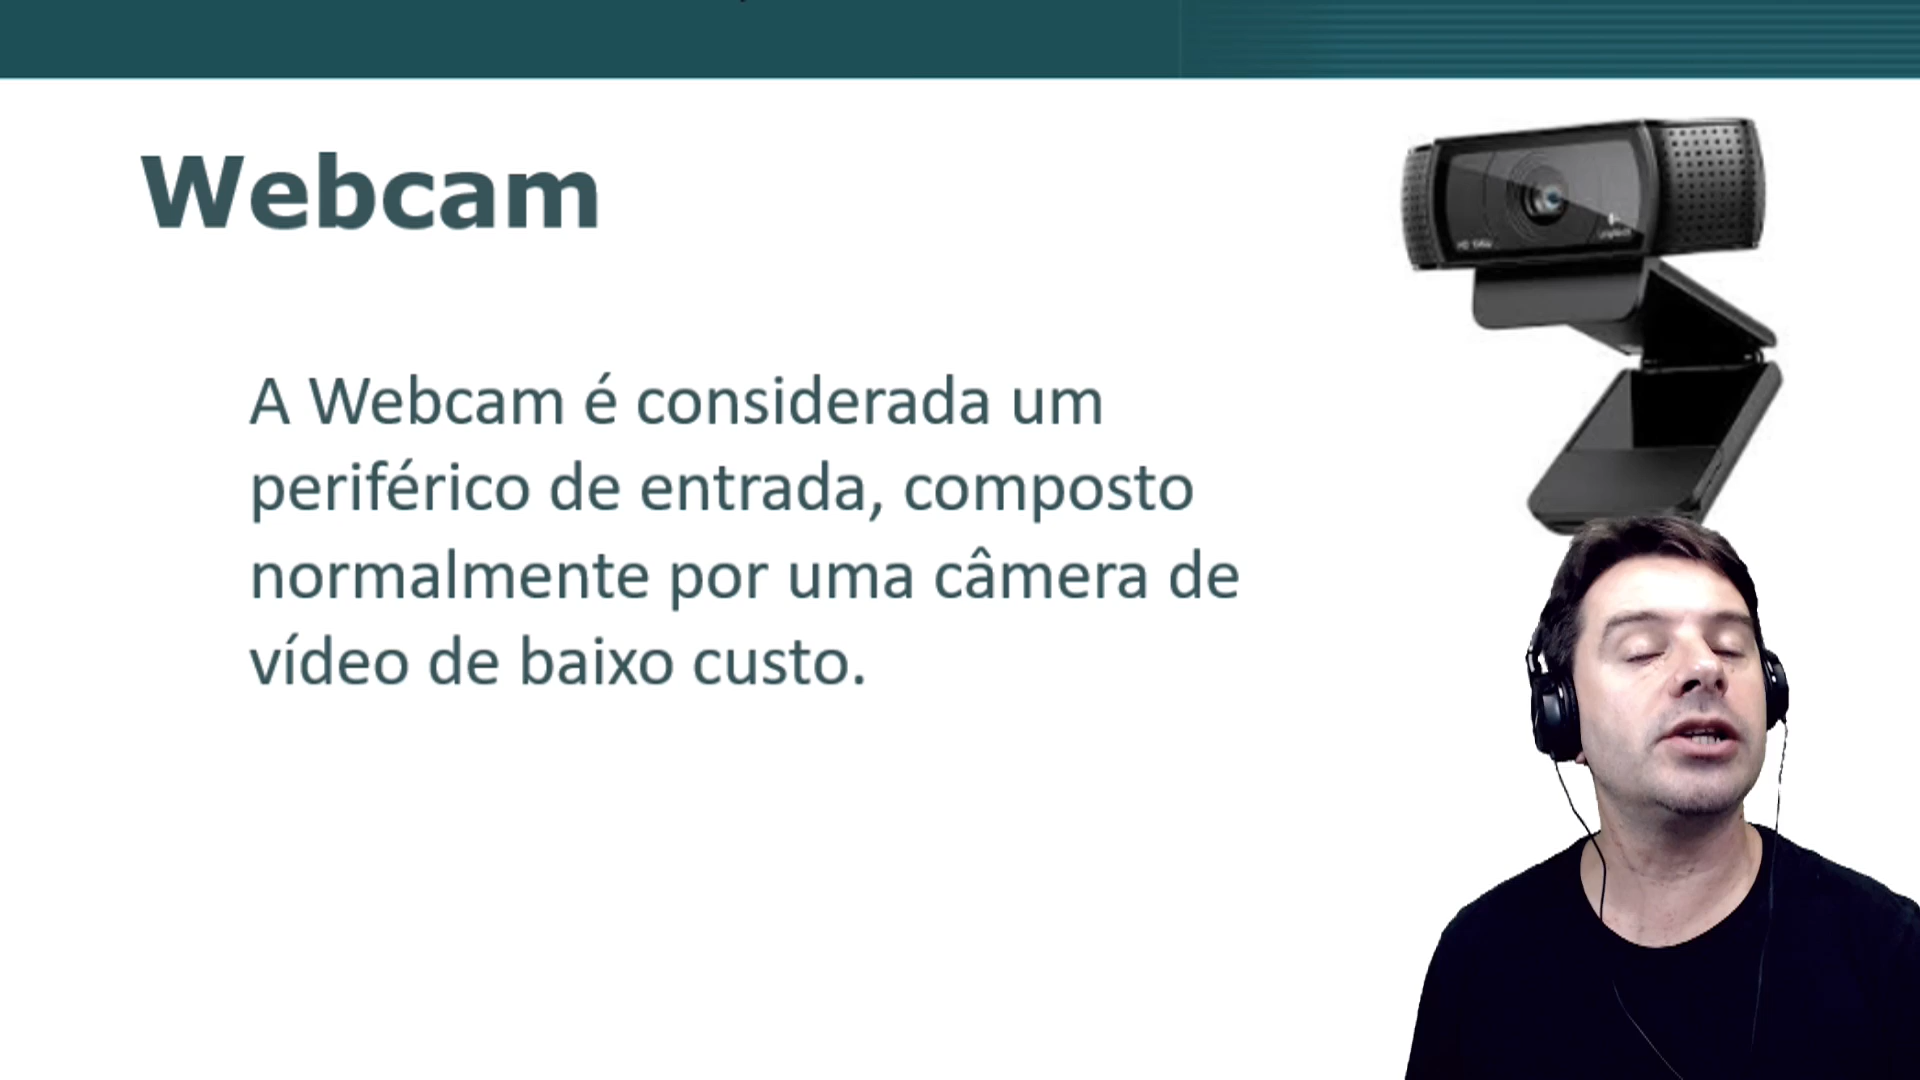 Webcam
A Webcam é considerada um
periférico de entrada, composto
normalmente por uma câmera de
vídeo de baixo custo.